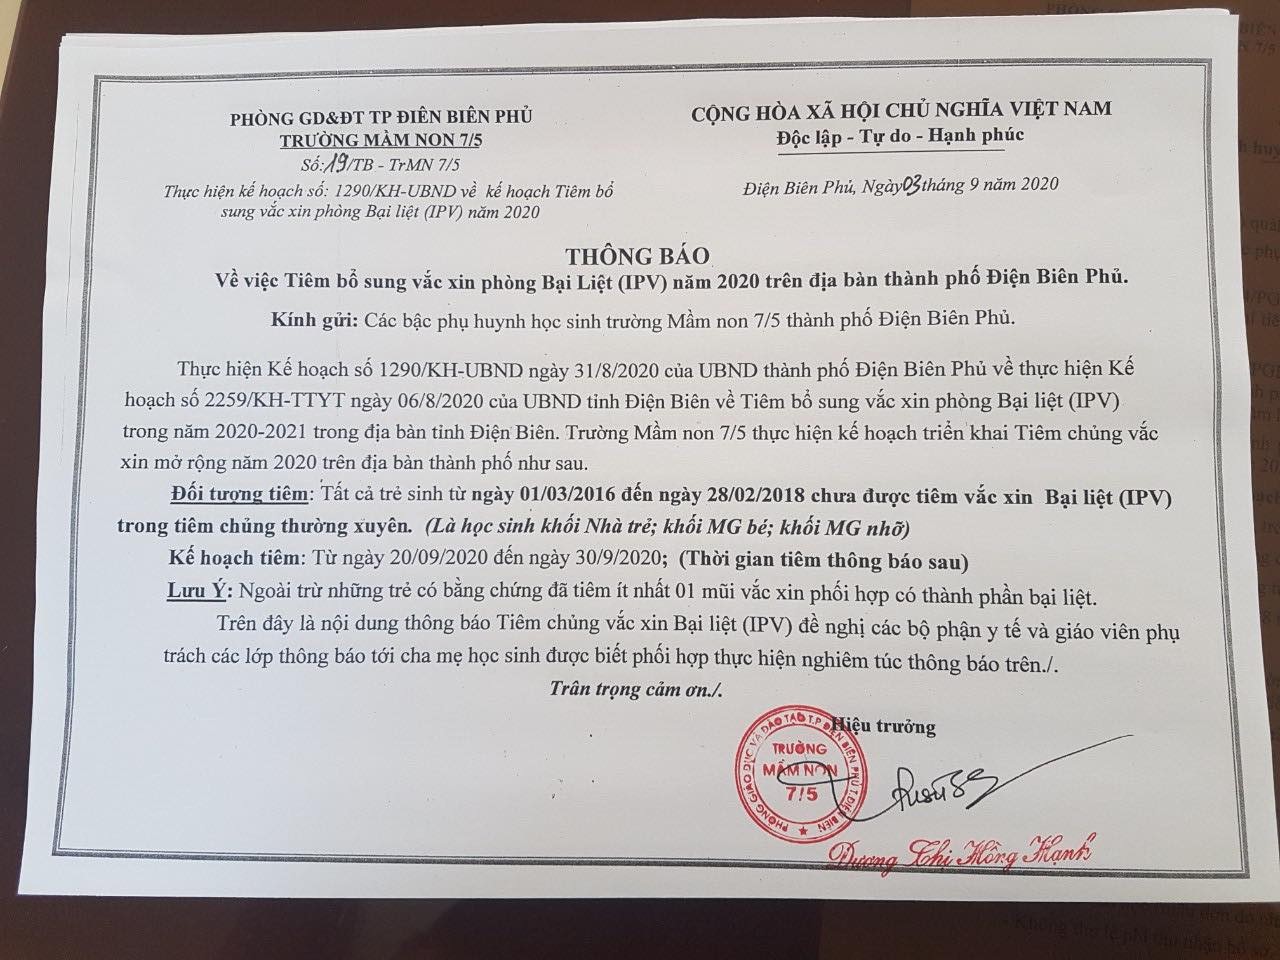 PHÒNG GD&ĐT TP ĐIÊN BIÊN PHỦ
TRƯỜNG MẦM NON 7/5
Số:19/TB - TrMN 7/5
Thực hiện kế hoạch số: 1290/KH-UBND về kế hoạch Tiêm bổ
sung vắc xin phòng Bại liệt (IPV) năm 2020
CỘNG HÒA XÃ HỘI CHỦ NGHĨA VIỆT NAM
Độc lập - Tự do - Hạnh phúc
Điện Biên Phủ, Ngày 03 tháng 9 năm 2020
THÔNG BÁO
Về việc Tiêm bổ sung vắc xin phòng Bại Liệt (IPV) năm 2020 trên địa bàn thành phố Điện Biên Phủ.
Kính gửi: Các bậc phụ huynh học sinh trường Mầm non 7/5 thành phố Điện Biên Phủ.
Thực hiện Kế hoạch số 1290/KH-UBND ngày 31/8/2020 của UBND thành phố Điện Biên Phủ về thực hiện Kế
hoạch số 2259/KH-TTYT ngày 06/8/2020 của UBND tỉnh Điện Biên về Tiêm bổ sung vắc xin phòng Bại liệt (IPV)
trong năm 2020-2021 trong địa bàn tỉnh Điện Biên. Trường Mầm non 7/5 thực hiện kế hoạch triển khai Tiêm chủng vắc
xin mở rộng năm 2020 trên địa bàn thành phố như sau.
Đối tượng tiêm: Tất cả trẻ sinh từ ngày 01/03/2016 đến ngày 28/02/2018 chưa được tiêm vắc xin Bại liệt (IPV)
trong tiêm chủng thường xuyên. (Là học sinh khối Nhà trẻ; khối MG bé; khối MG nhỡ)
Kế hoạch tiêm: Từ ngày 20/09/2020 đến ngày 30/9/2020; (Thời gian tiêm thông báo sau)
Lưu Ý: Ngoài trừ những trẻ có bằng chứng đã tiêm ít nhất 01 mũi vắc xin phối hợp có thành phần bại liệt.
Trên đây là nội dung thông báo Tiêm chủng vắc xin Bại liệt (IPV) đề nghị các bộ phận y tế và giáo viên phụ
trách các lớp thông báo tới cha mẹ học sinh được biết phối hợp thực hiện nghiêm túc thông báo trên./.
Trân trọng cảm ơn./.
Hiệu trưởng
PHÒNG GIÁO DỤC VÀ ĐÀO TẠO T.P ĐIỆN BIÊN PHỦ T.ĐIỆN BIÊN
TRƯỜNG
MẦM NON
7/5
Dương Thị Hồng Hạnh